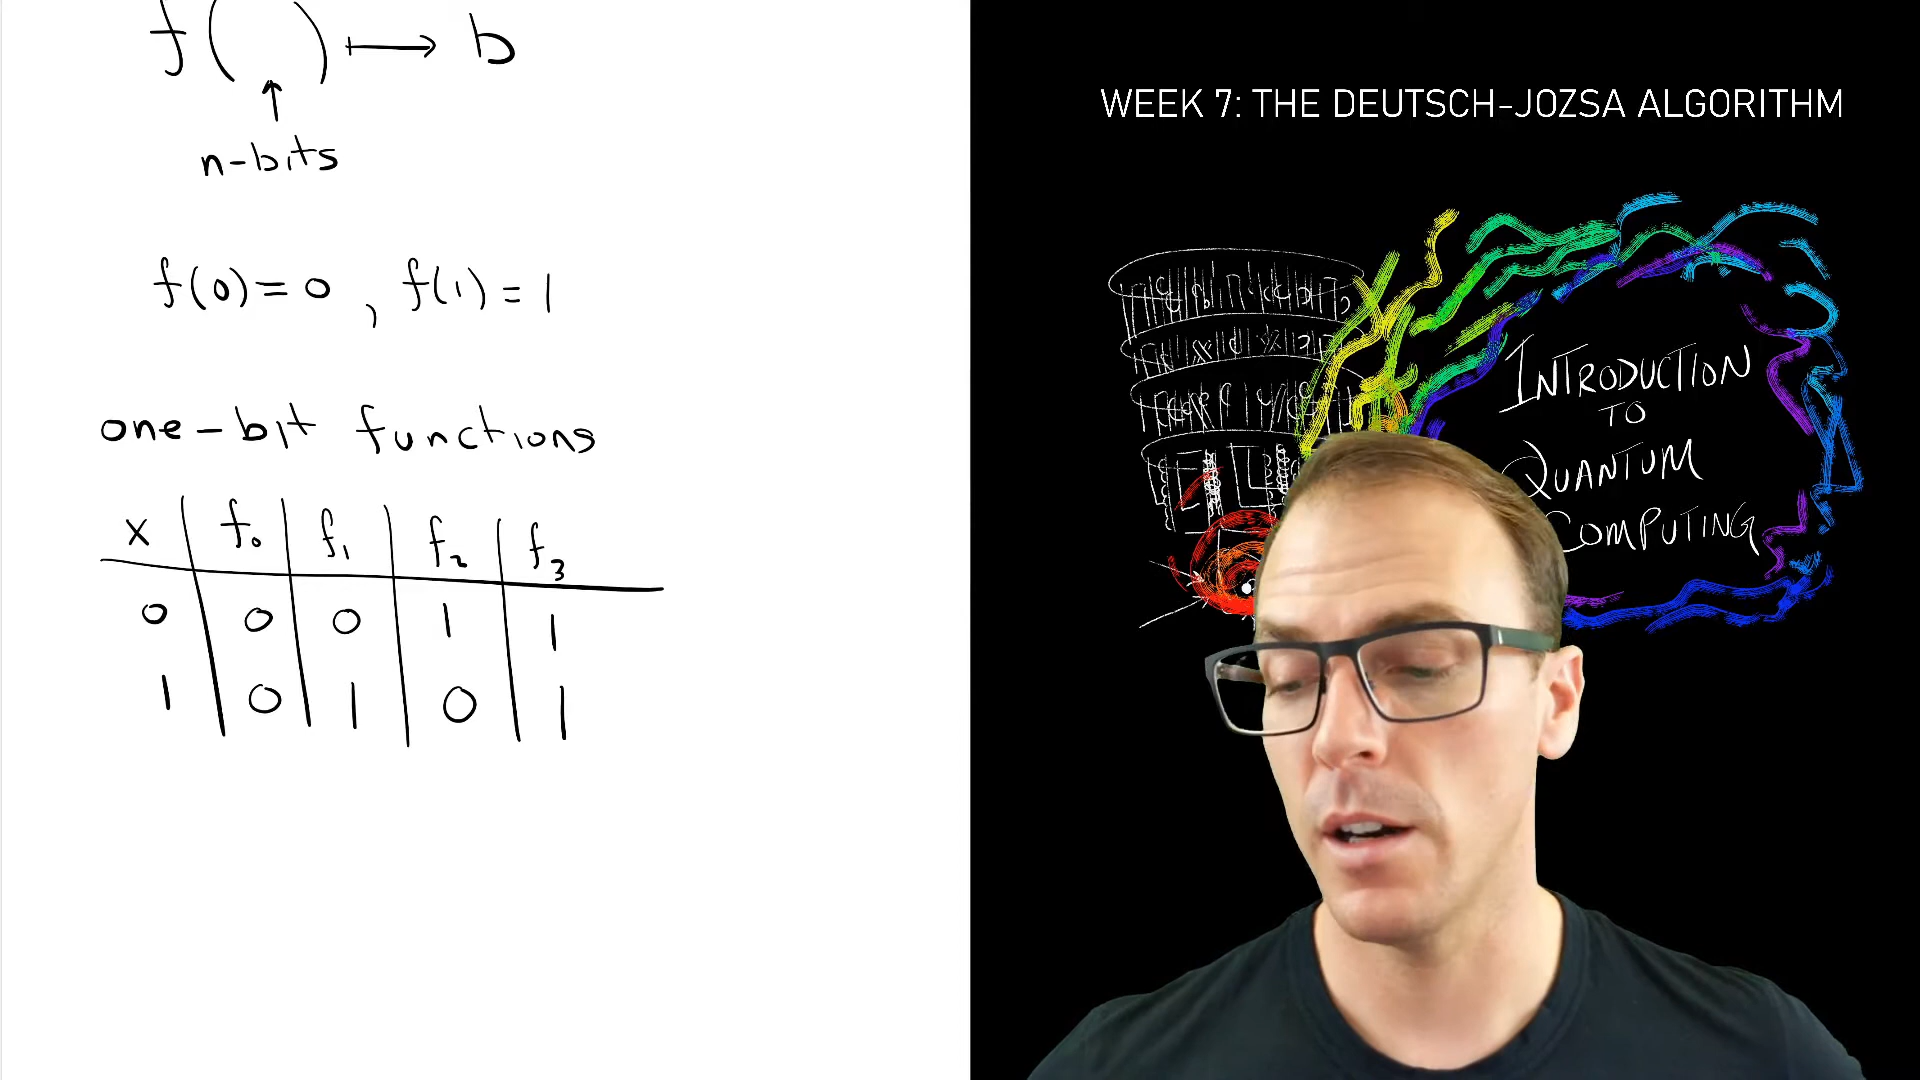 f( ) ↦ b
↑
n-bits
f(0)=0 , f(1)=1
one-bit functions
x f₀ f₁ f₂ f₃
0 0 0 1 1
1 0 1 0 1
WEEK 7: THE DEUTSCH-JOZSA ALGORITHM
INTRODUCTION
TO
QUANTUM
COMPUTING